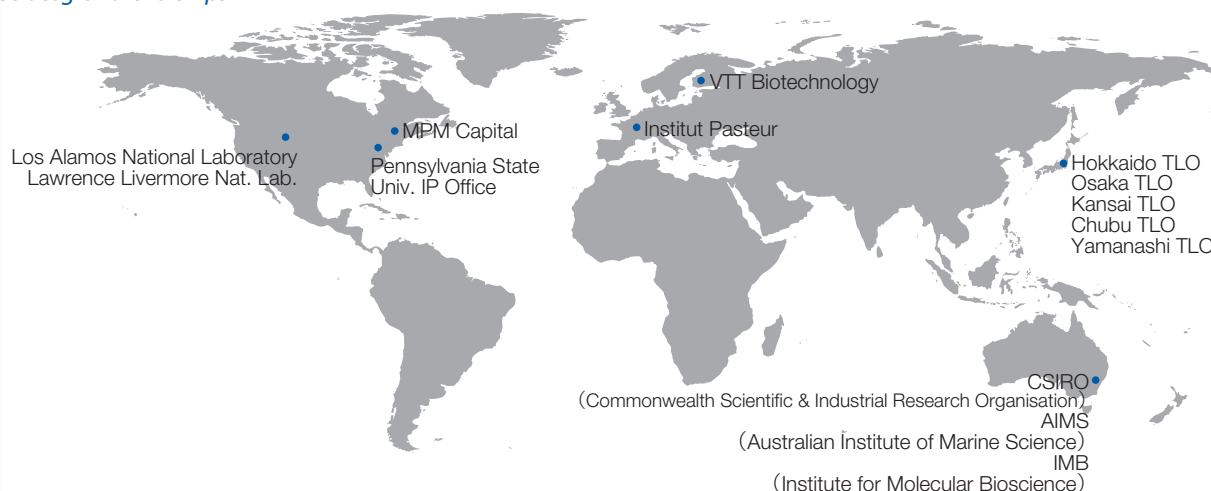 VTT Biotechnology
MPM Capital
Institut Pasteur
Los Alamos National Laboratory
Lawrence Livermore Nat. Lab.
Pennsylvania State
Univ. IP Office
Hokkaido TLO
Osaka TLO
Kansai TLO
Chubu TLO
Yamanashi TLO
CSIRO
（Commonwealth Scientific & Industrial Research Organisation）
AIMS
（Australian Institute of Marine Science）
IMB
（Institute for Molecular Bioscience）